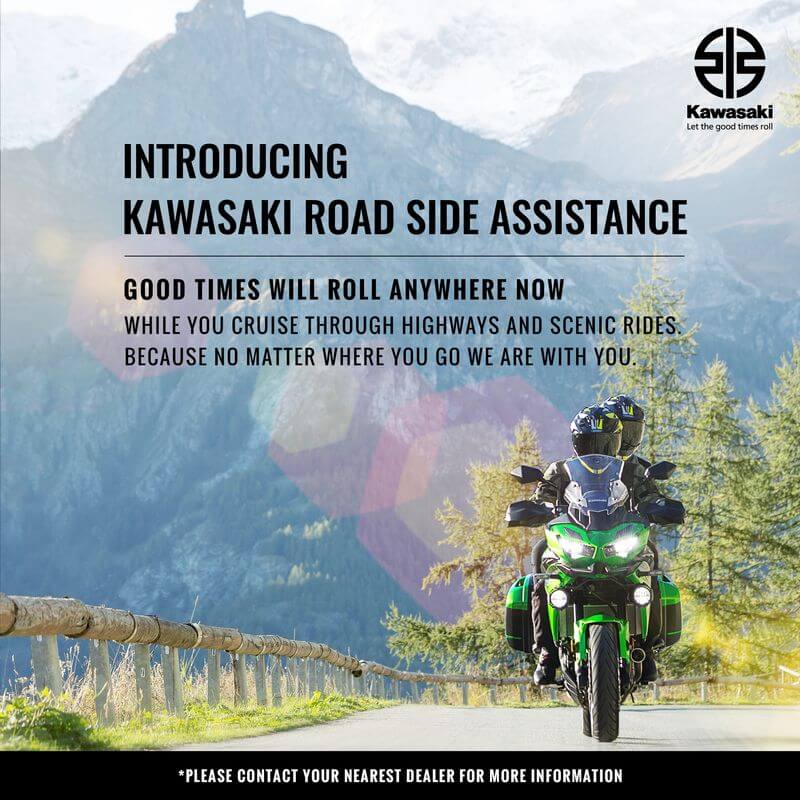 Kawasaki
Let the good times roll
INTRODUCING
KAWASAKI ROAD SIDE ASSISTANCE
GOOD TIMES WILL ROLL ANYWHERE NOW
WHILE YOU CRUISE THROUGH HIGHWAYS AND SCENIC RIDES.
BECAUSE NO MATTER WHERE YOU GO WE ARE WITH YOU.
*PLEASE CONTACT YOUR NEAREST DEALER FOR MORE INFORMATION